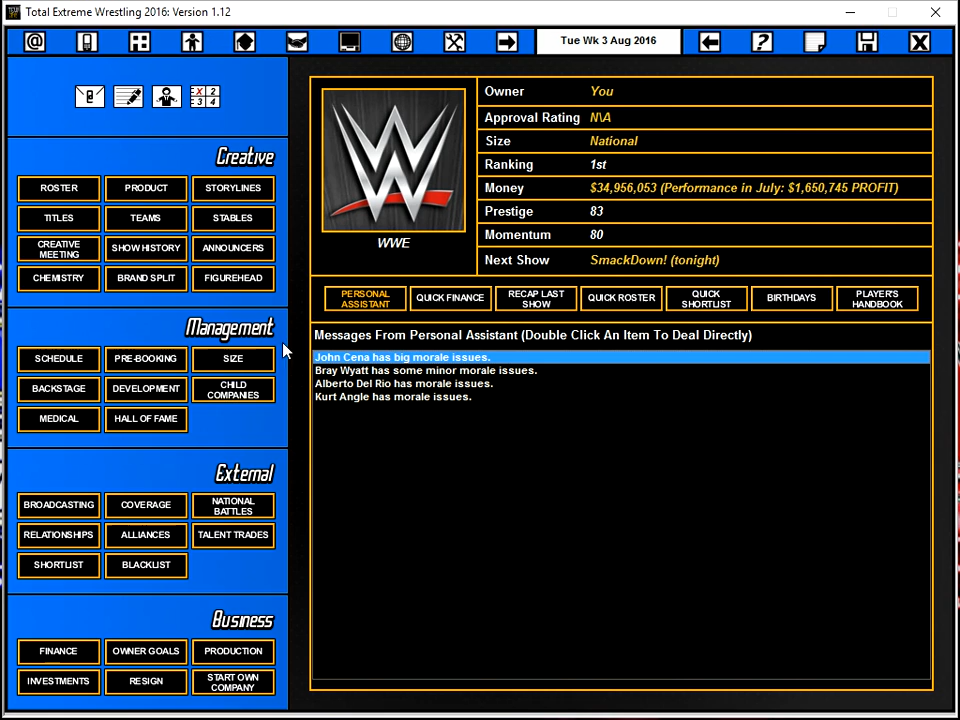 Total Extreme Wrestling 2016: Version 1.12
Tue Wk 3 Aug 2016
Creative
ROSTER
PRODUCT
STORYLINES
TITLES
TEAMS
STABLES
CREATIVE
MEETING
SHOW HISTORY
ANNOUNCERS
CHEMISTRY
BRAND SPLIT
FIGUREHEAD
Management
SCHEDULE
PRE-BOOKING
SIZE
BACKSTAGE
DEVELOPMENT
CHILD
COMPANIES
MEDICAL
HALL OF FAME
External
BROADCASTING
COVERAGE
NATIONAL
BATTLES
RELATIONSHIPS
ALLIANCES
TALENT TRADES
SHORTLIST
BLACKLIST
Business
FINANCE
OWNER GOALS
PRODUCTION
INVESTMENTS
RESIGN
START OWN
COMPANY
WWE
Owner You
Approval Rating N\A
Size National
Ranking 1st
Money $34,956,053 (Performance in July: $1,650,745 PROFIT)
Prestige 83
Momentum 80
Next Show SmackDown! (tonight)
PERSONAL
ASSISTANT
QUICK FINANCE
RECAP LAST
SHOW
QUICK ROSTER
QUICK
SHORTLIST
BIRTHDAYS
PLAYER'S
HANDBOOK
Messages From Personal Assistant (Double Click An Item To Deal Directly)
John Cena has big morale issues.
Bray Wyatt has some minor morale issues.
Alberto Del Rio has morale issues.
Kurt Angle has morale issues.